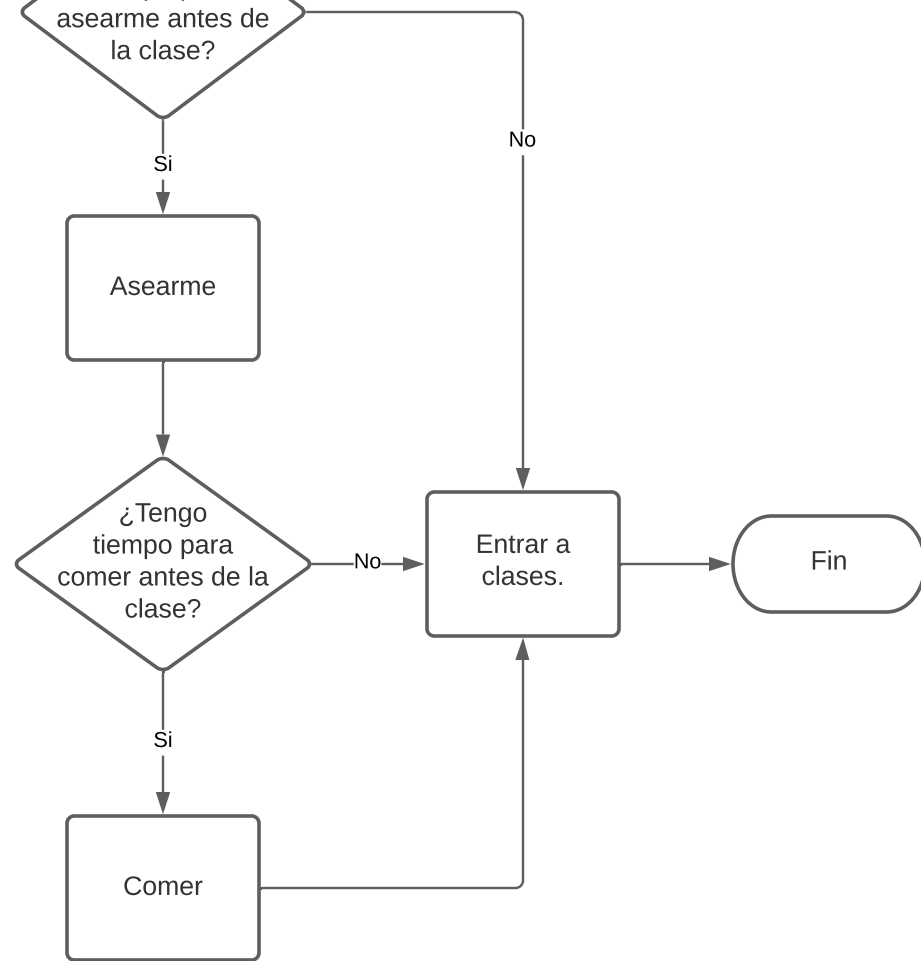 asearme antes de
la clase?
No
Si
Asearme
¿Tengo
tiempo para
comer antes de la
clase?
No
Entrar a
clases.
Fin
Si
Comer